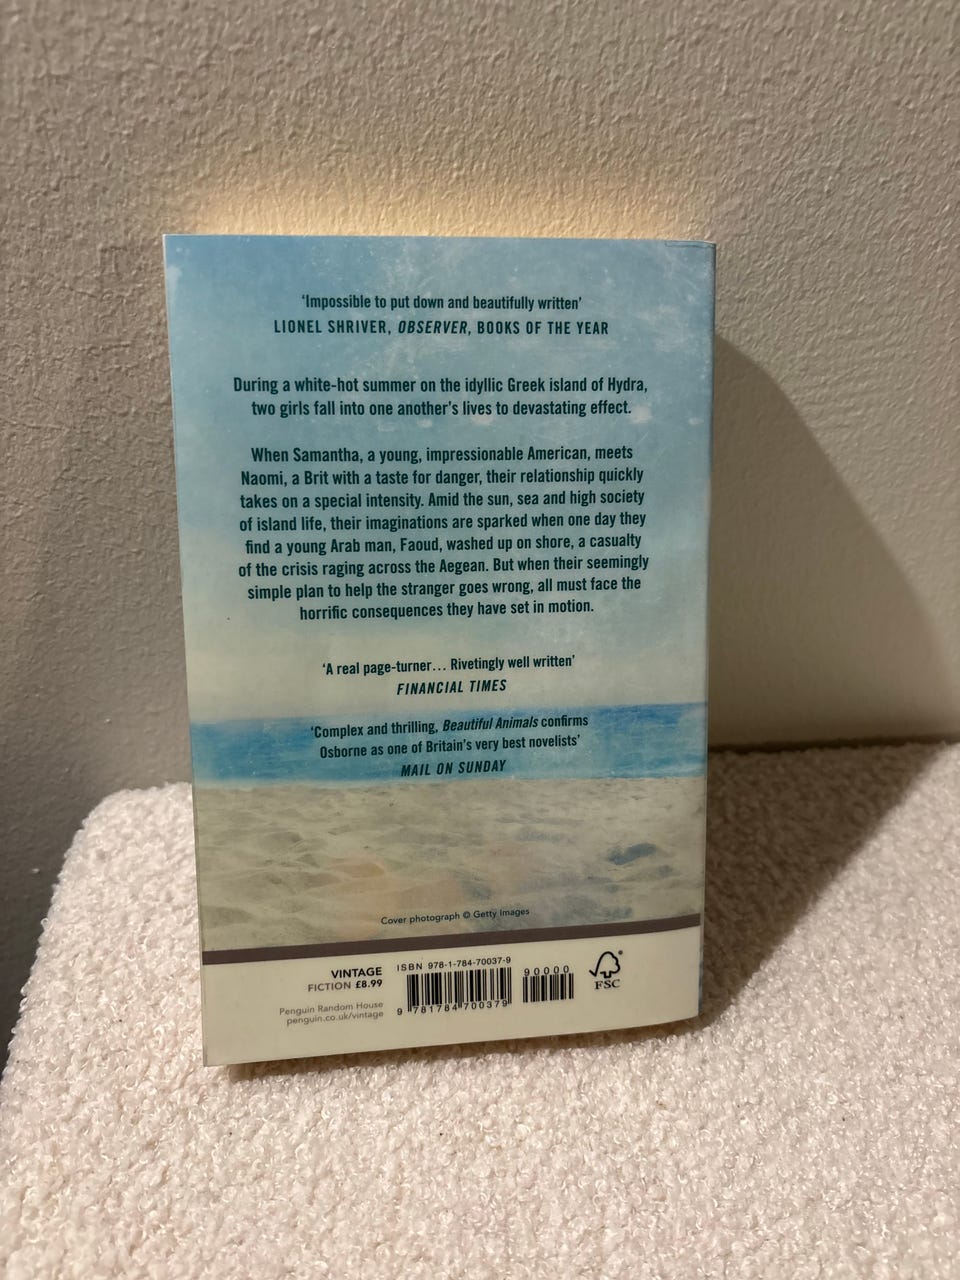 ‘Impossible to put down and beautifully written’
LIONEL SHRIVER, OBSERVER, BOOKS OF THE YEAR
During a white-hot summer on the idyllic Greek island of Hydra,
two girls fall into one another’s lives to devastating effect.
When Samantha, a young, impressionable American, meets
Naomi, a Brit with a taste for danger, their relationship quickly
takes on a special intensity. Amid the sun, sea and high society
of island life, their imaginations are sparked when one day they
find a young Arab man, Faoud, washed up on shore, a casualty
of the crisis raging across the Aegean. But when their seemingly
simple plan to help the stranger goes wrong, all must face the
horrific consequences they have set in motion.
‘A real page-turner… Rivetingly well written’
FINANCIAL TIMES
‘Complex and thrilling, Beautiful Animals confirms
Osborne as one of Britain’s very best novelists’
MAIL ON SUNDAY
Cover photograph © Getty Images
VINTAGE
FICTION £8.99
Penguin Random House
penguin.co.uk/vintage
ISBN 978-1-784-70037-9
90000
9 781784 700379
FSC®